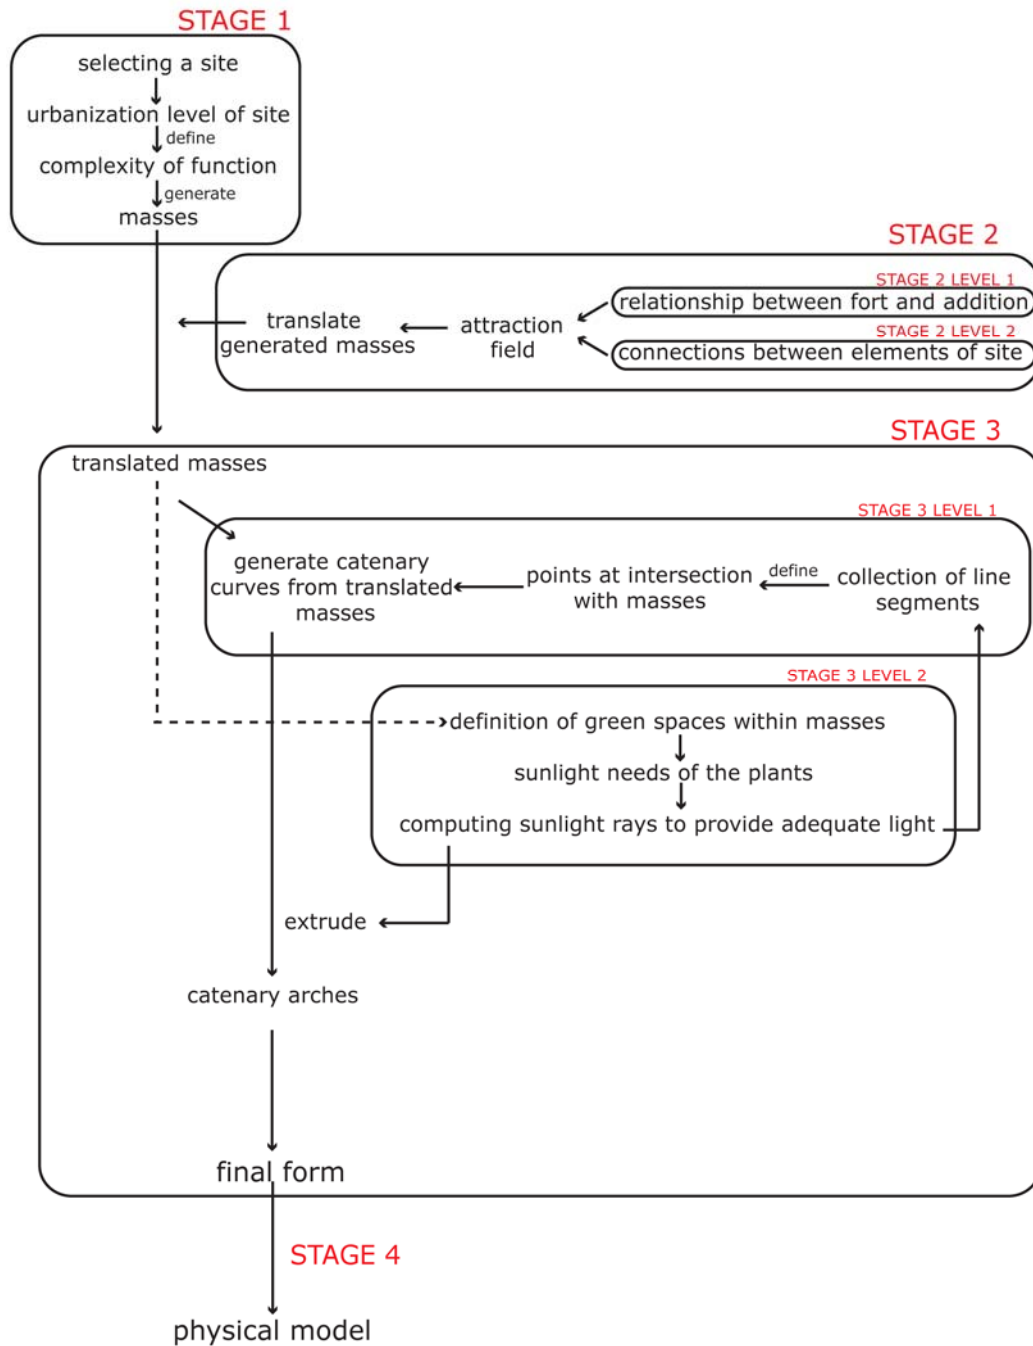 STAGE 1
selecting a site
urbanization level of site
define
complexity of function
generate
masses
STAGE 2
STAGE 2 LEVEL 1
relationship between fort and addition
STAGE 2 LEVEL 2
connections between elements of site
attraction
field
translate
generated masses
STAGE 3
translated masses
STAGE 3 LEVEL 1
generate catenary
curves from translated
masses
points at intersection
with masses
define
collection of line
segments
STAGE 3 LEVEL 2
definition of green spaces within masses
sunlight needs of the plants
computing sunlight rays to provide adequate light
extrude
catenary arches
final form
STAGE 4
physical model